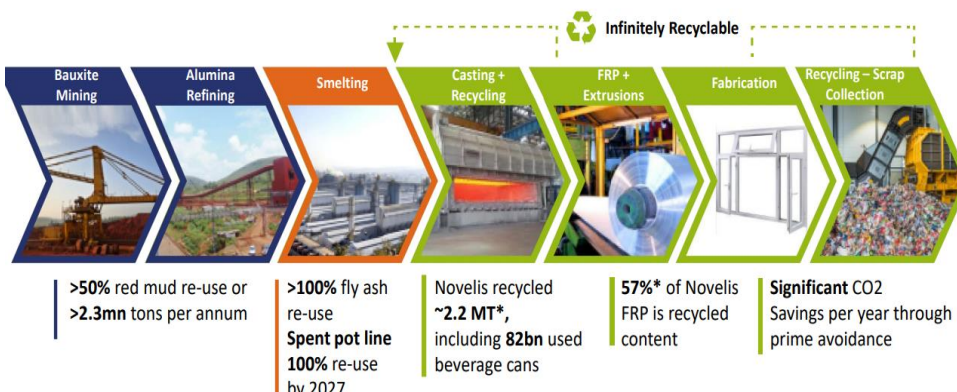 Infinitely Recyclable
Bauxite
Mining
Alumina
Refining
Smelting
Casting +
Recycling
FRP +
Extrusions
Fabrication
Recycling – Scrap
Collection
>50% red mud re-use or
>2.3mn tons per annum
>100% fly ash
re-use
Spent pot line
100% re-use
by 2027
Novelis recycled
~2.2 MT*,
including 82bn used
beverage cans
57%* of Novelis
FRP is recycled
content
Significant CO2
Savings per year through
prime avoidance